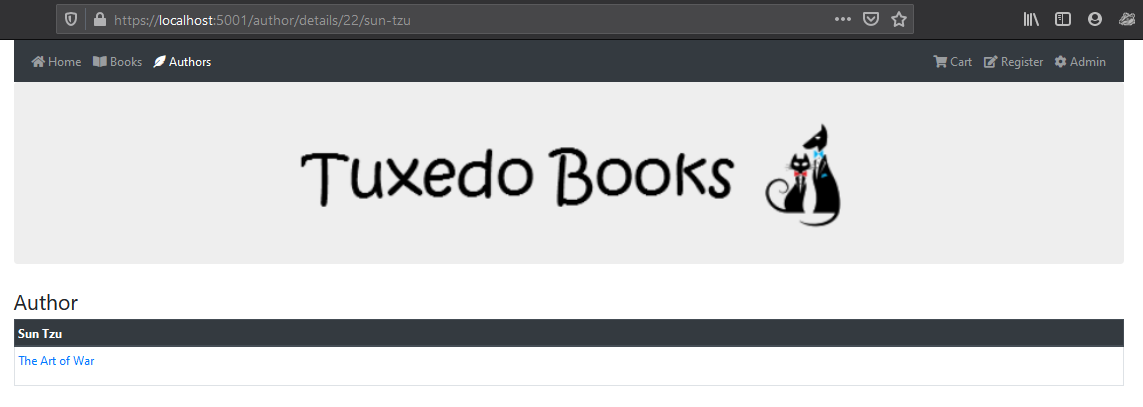 https://localhost:5001/author/details/22/sun-tzu
Home Books Authors Cart Register Admin
Tuxedo Books
Author
Sun Tzu
The Art of War